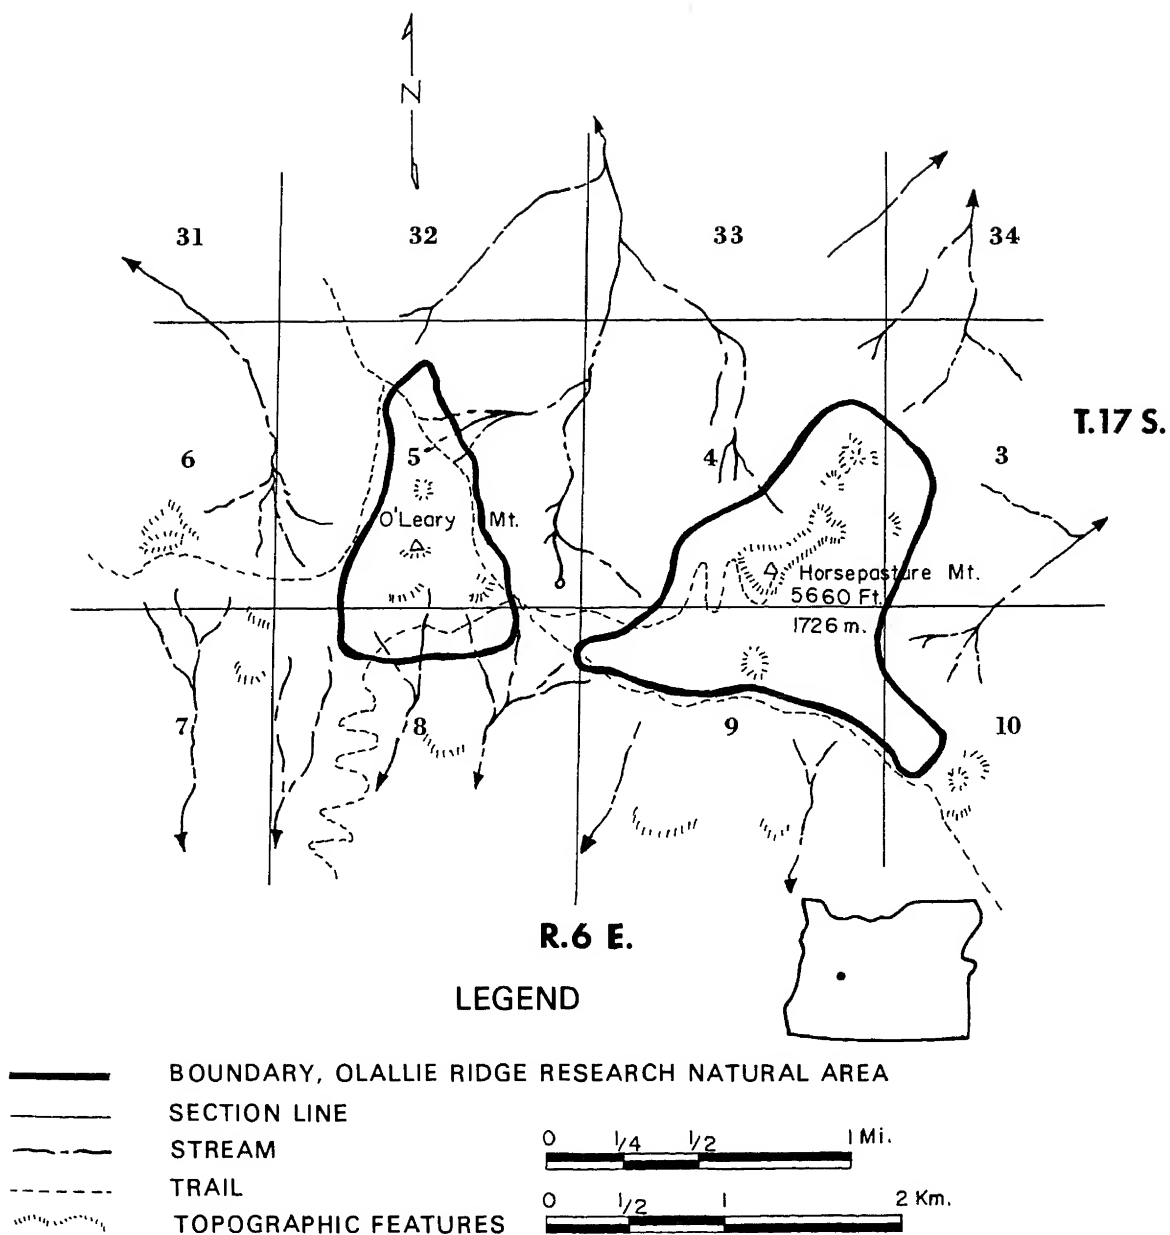 N
31 32 33 34
T.17 S.
6 5 4 3
O'Leary Mt.
Horsepasture Mt.
5660 Ft.
1726 m.
7 8 9 10
R.6 E.
LEGEND
BOUNDARY, OLALLIE RIDGE RESEARCH NATURAL AREA
SECTION LINE
STREAM
TRAIL
TOPOGRAPHIC FEATURES
0 1/4 1/2 1 Mi.
0 1/2 1 2 Km.